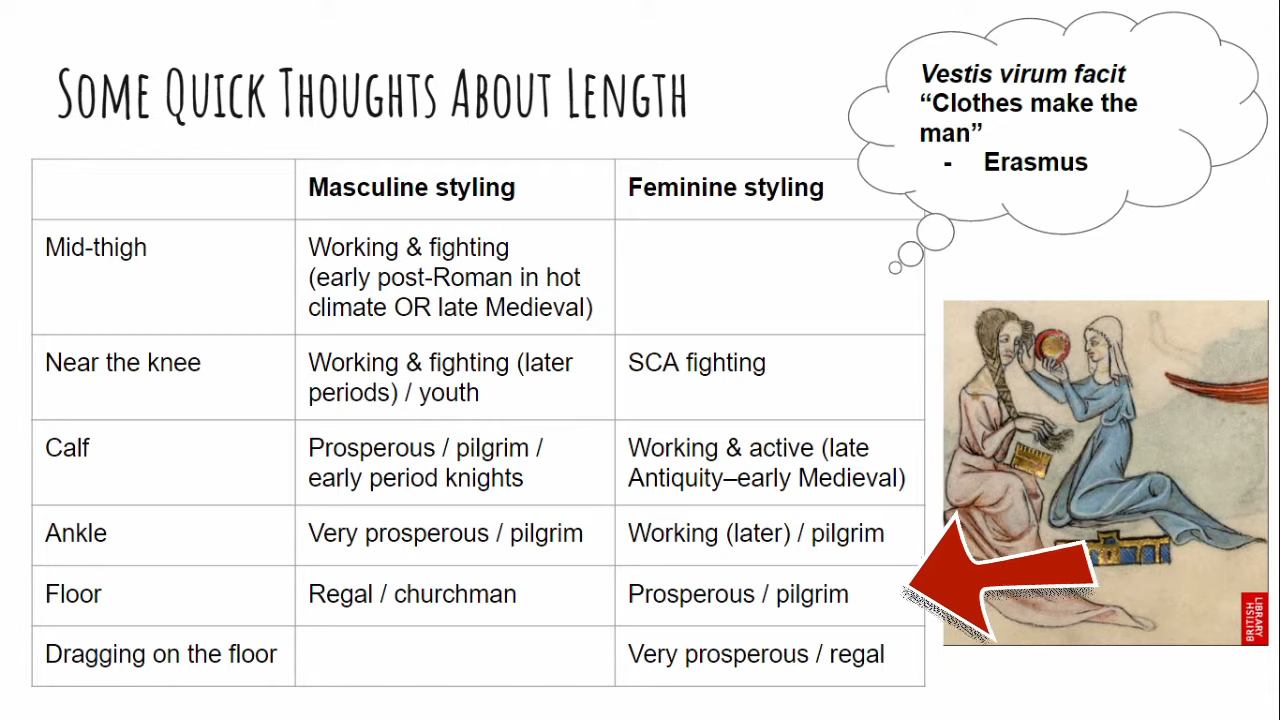 Some Quick Thoughts About Length
Vestis virum facit
“Clothes make the
man”
- Erasmus
Masculine styling
Feminine styling
Mid-thigh
Working & fighting
(early post-Roman in hot
climate OR late Medieval)
Near the knee
Working & fighting (later
periods) / youth
SCA fighting
Calf
Prosperous / pilgrim /
early period knights
Working & active (late
Antiquity–early Medieval)
Ankle
Very prosperous / pilgrim
Working (later) / pilgrim
Floor
Regal / churchman
Prosperous / pilgrim
Dragging on the floor
Very prosperous / regal
BRITISH
LIBRARY